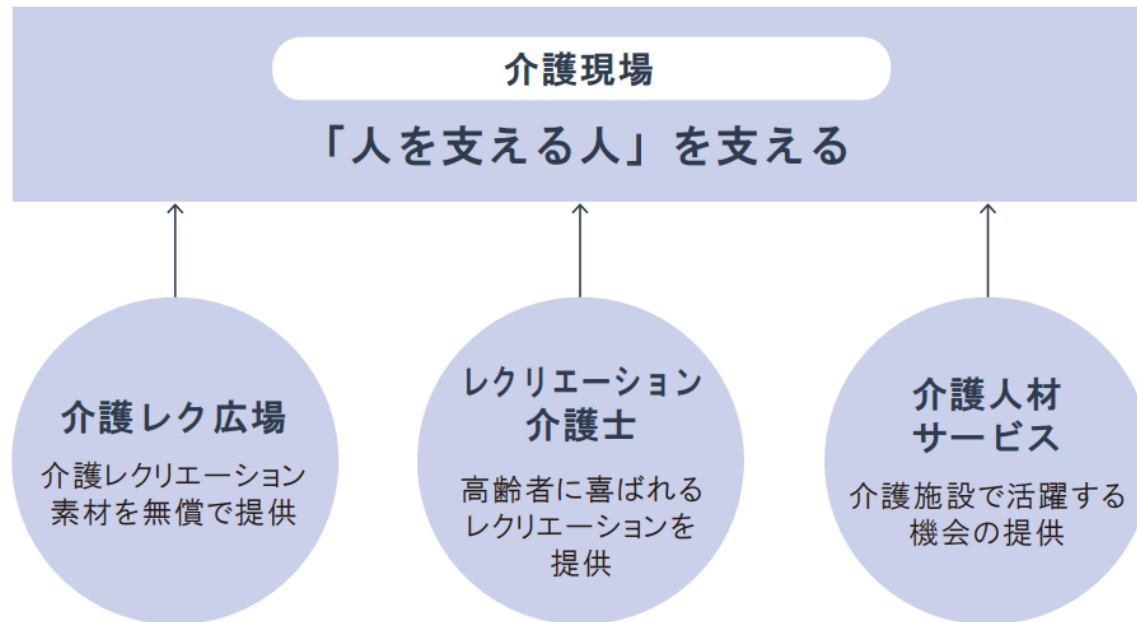 介護現場
「人を支える人」を支える
介護レク広場
介護レクリエーション
素材を無償で提供
レクリエーション
介護士
高齢者に喜ばれる
レクリエーションを
提供
介護人材
サービス
介護施設で活躍する
機会の提供